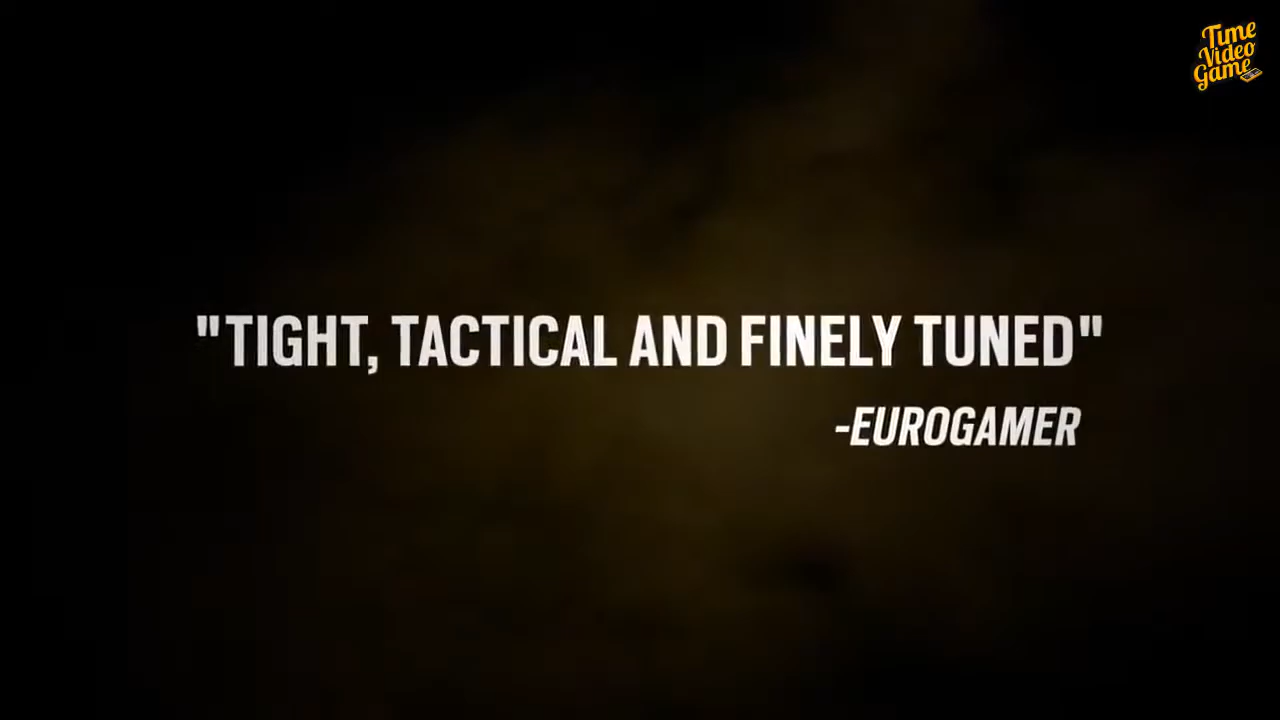 Time
Video
Game
"TIGHT, TACTICAL AND FINELY TUNED"
-EUROGAMER